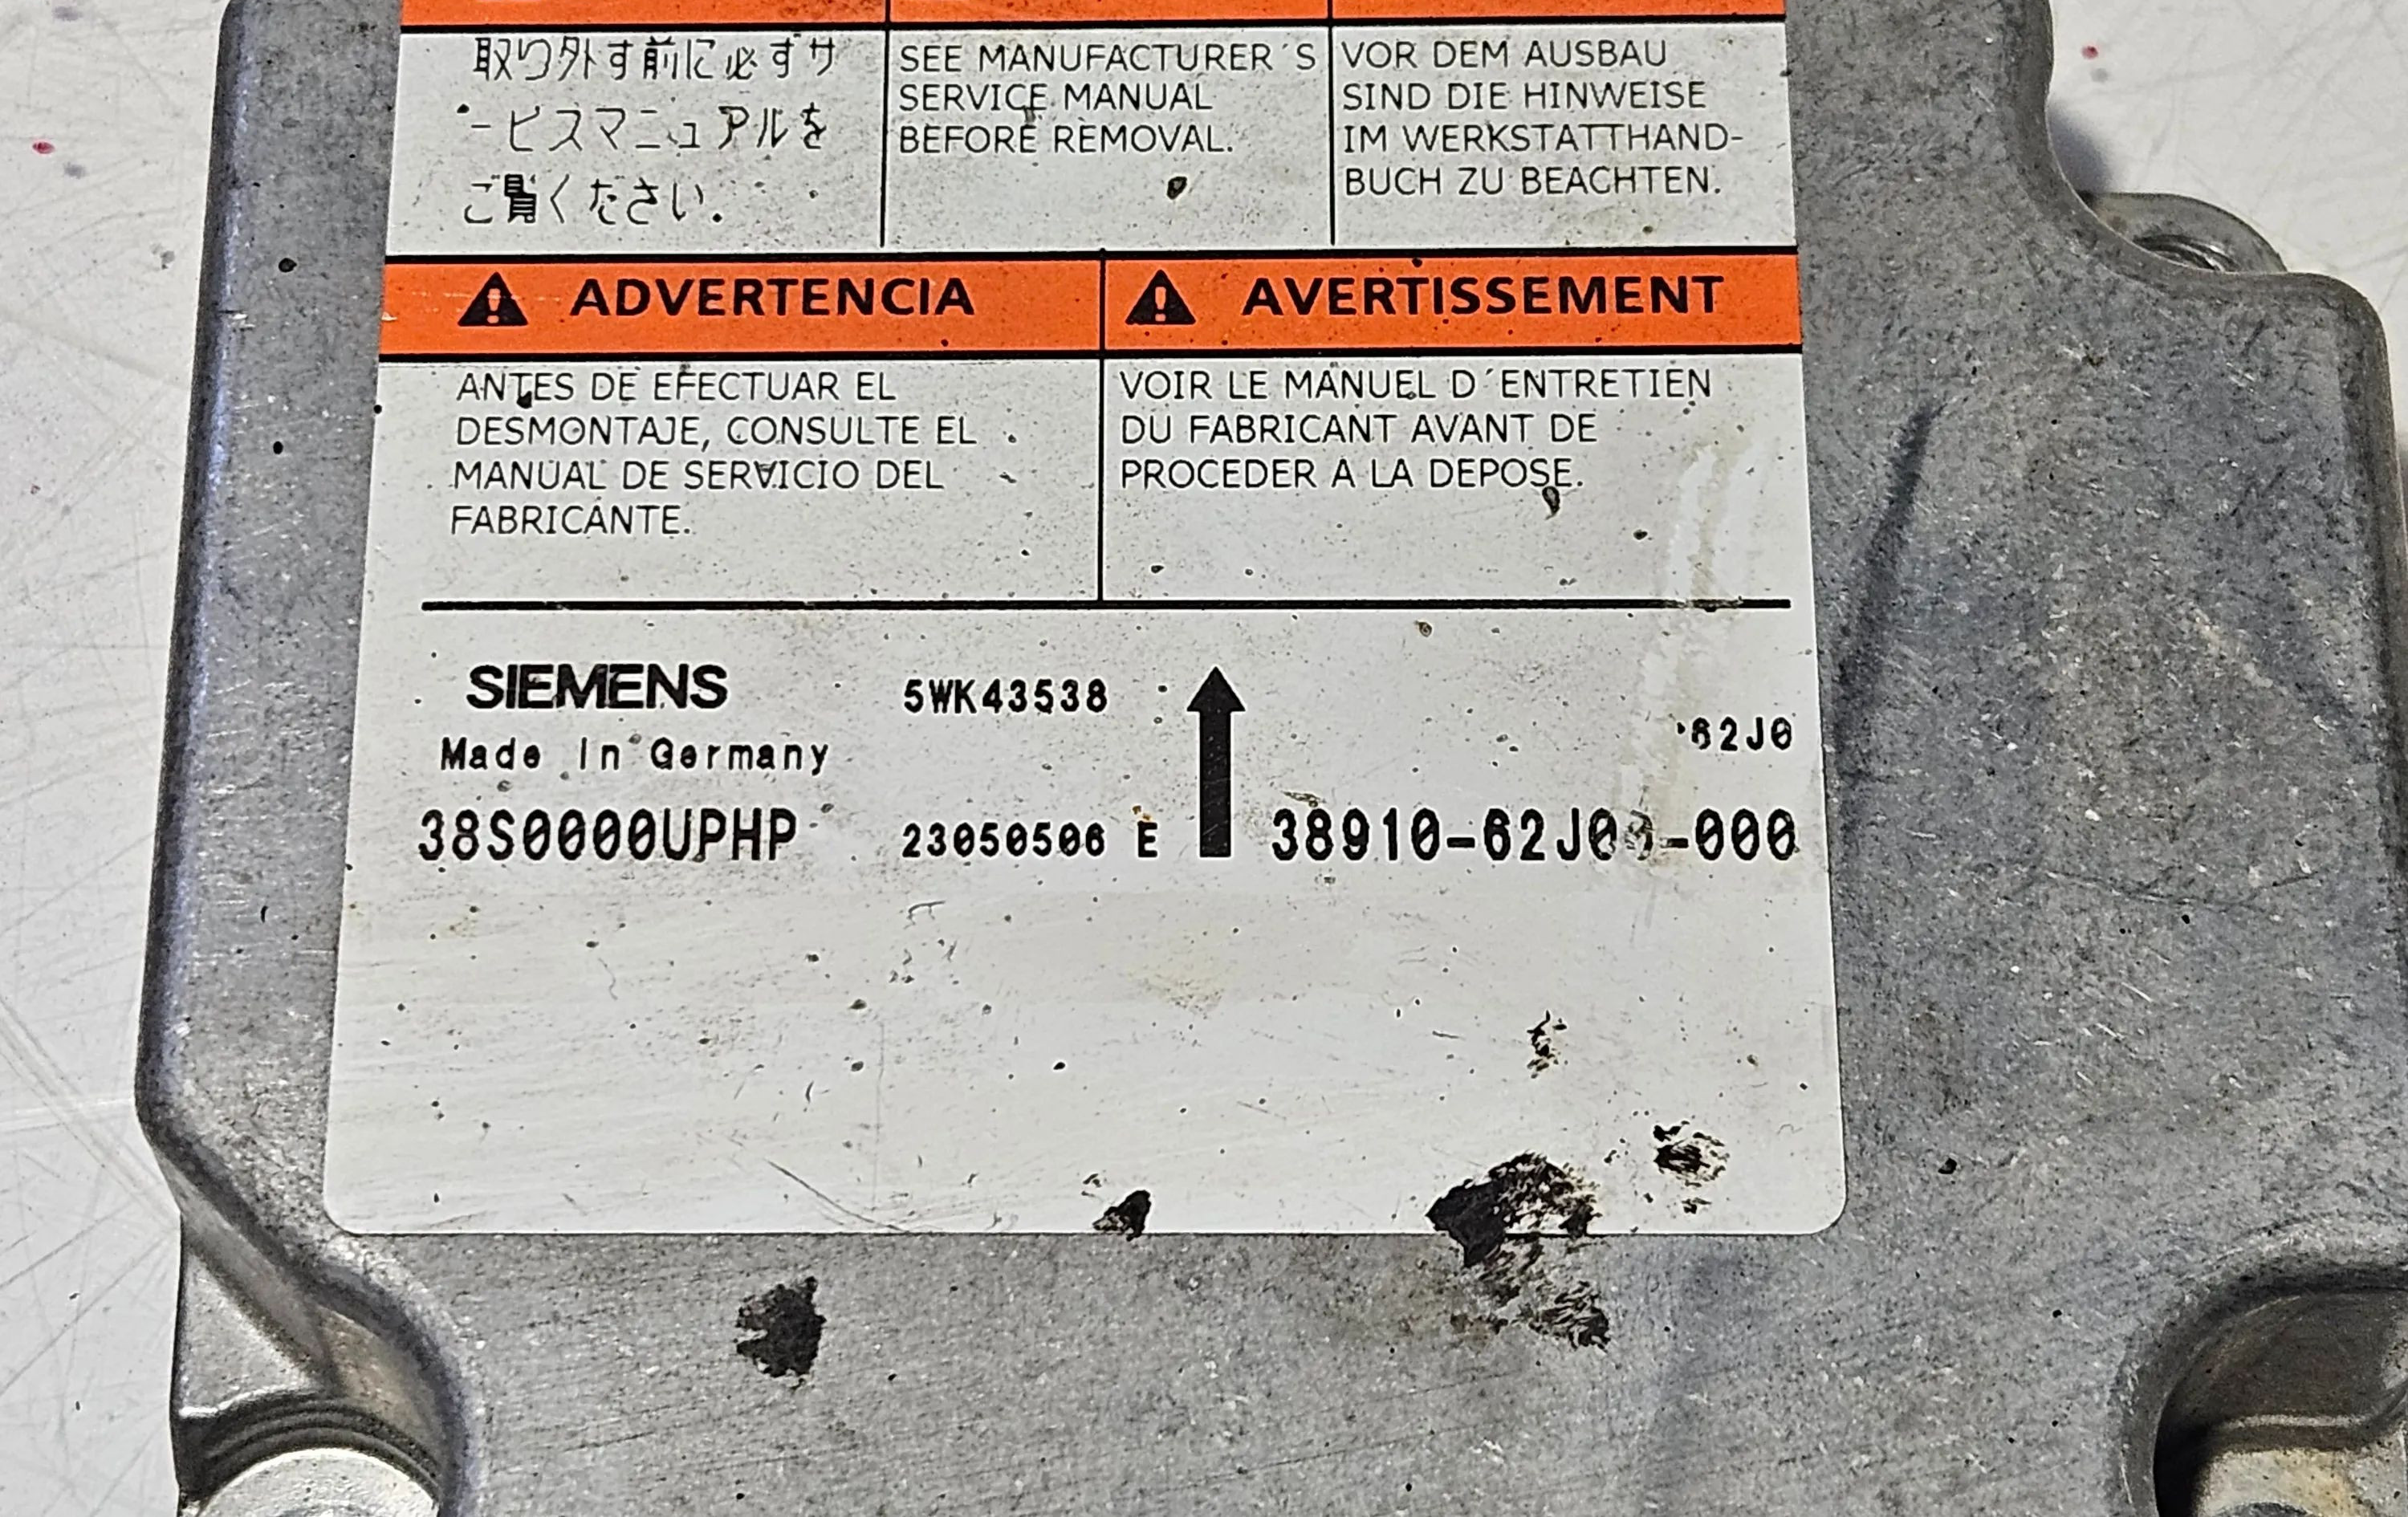 取り外す前に必ずサ
ービスマニュアルを
ご覧ください.
SEE MANUFACTURER´S
SERVICE MANUAL
BEFORE REMOVAL.
VOR DEM AUSBAU
SIND DIE HINWEISE
IM WERKSTATTHAND-
BUCH ZU BEACHTEN.
ADVERTENCIA
ANTES DE EFECTUAR EL
DESMONTAJE, CONSULTE EL
MANUAL DE SERVICIO DEL
FABRICANTE.
AVERTISSEMENT
VOIR LE MANUEL D´ENTRETIEN
DU FABRICANT AVANT DE
PROCEDER A LA DEPOSE.
SIEMENS 5WK43538
62J0
Made in Germany
38S0000UPHP 23050506 E